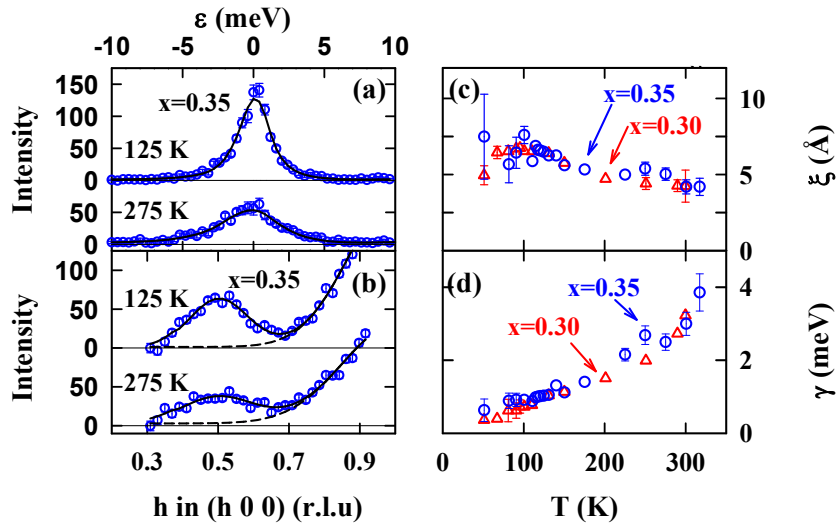 ε (meV)
-10 -5 0 5 10
150
100
50
0
50
0
Intensity
x=0.35
(a)
125 K
275 K
100
50
0
50
0
Intensity
x=0.35
(b)
125 K
275 K
0.3 0.5 0.7 0.9
h in (h 0 0) (r.l.u)
(c)
x=0.35
x=0.30
10
5
0
ξ (Å)
(d)
x=0.35
x=0.30
4
2
0
γ (meV)
0 100 200 300
T (K)